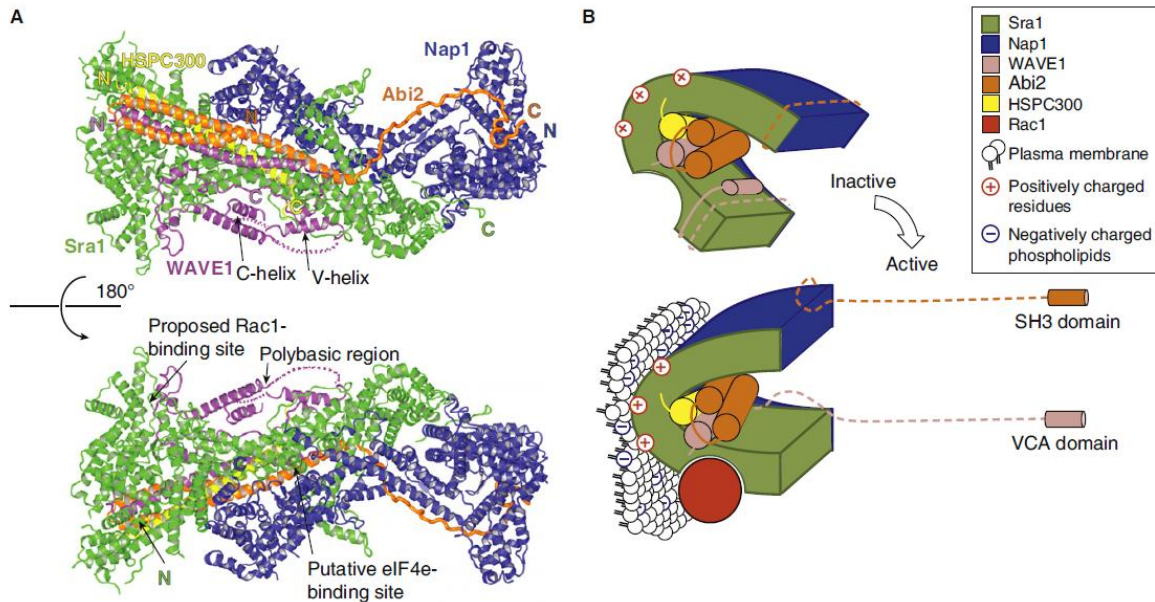 A
HSPC300
N
N
N
Nap1
Abi2
C
N
C
C
C
Sra1
WAVE1
C-helix
V-helix
180°
Proposed Rac1-
binding site
Polybasic region
N
Putative eIF4e-
binding site
B
Inactive
Active
SH3 domain
VCA domain
Sra1
Nap1
WAVE1
Abi2
HSPC300
Rac1
Plasma membrane
Positively charged
residues
Negatively charged
phospholipids